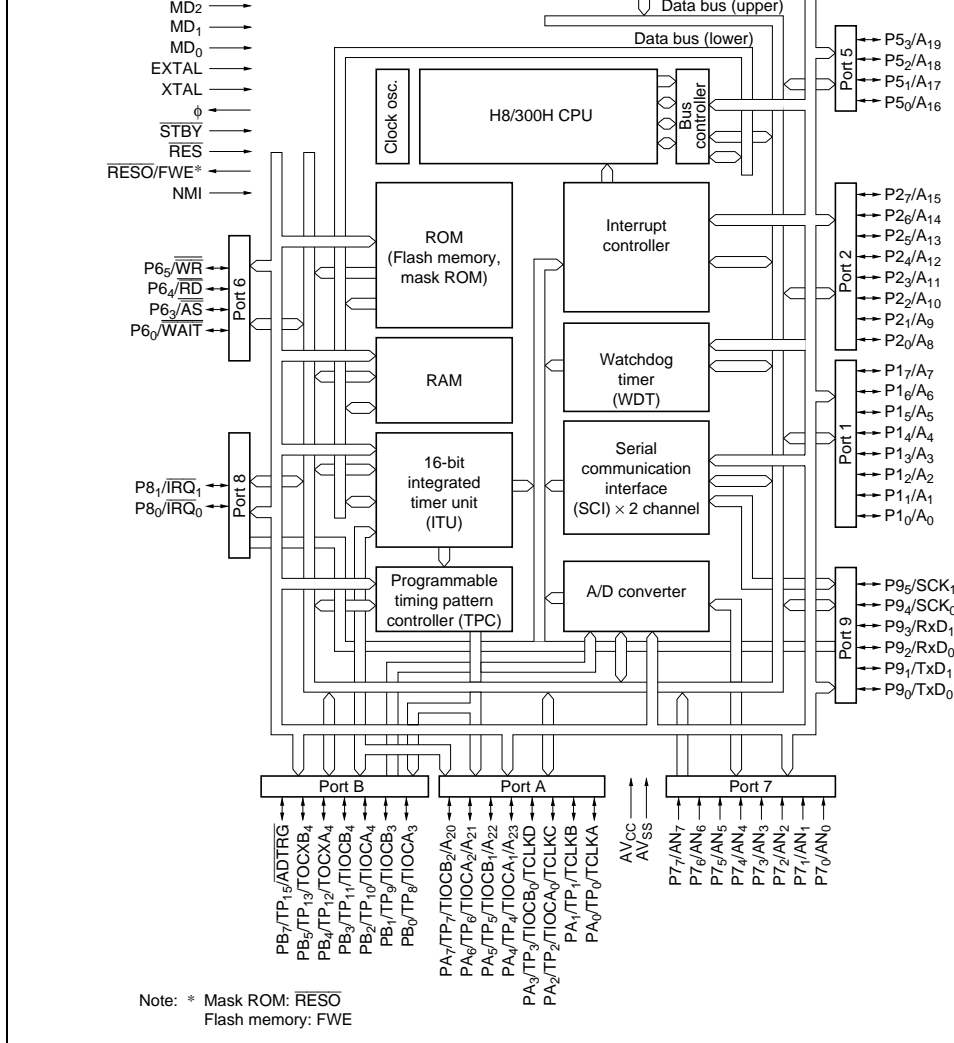 MD2
MD1
MD0
EXTAL
XTAL
ϕ
STBY
RES
RESO/FWE*
NMI
Data bus (upper)
Data bus (lower)
Clock osc.
H8/300H CPU
Bus
controller
ROM
(Flash memory,
mask ROM)
Interrupt
controller
RAM
Watchdog
timer
(WDT)
16-bit
integrated
timer unit
(ITU)
Serial
communication
interface
(SCI) × 2 channel
Programmable
timing pattern
controller (TPC)
A/D converter
Port 6
P65/WR
P64/RD
P63/AS
P60/WAIT
Port 8
P81/IRQ1
P80/IRQ0
Port 5
P53/A19
P52/A18
P51/A17
P50/A16
Port 2
P27/A15
P26/A14
P25/A13
P24/A12
P23/A11
P22/A10
P21/A9
P20/A8
Port 1
P17/A7
P16/A6
P15/A5
P14/A4
P13/A3
P12/A2
P11/A1
P10/A0
Port 9
P95/SCK1
P94/SCK0
P93/RxD1
P92/RxD0
P91/TxD1
P90/TxD0
Port B
PB7/TP15/ADTRG
PB5/TP13/TOCXB4
PB4/TP12/TOCXA4
PB3/TP11/TIOCB4
PB2/TP10/TIOCA4
PB1/TP9/TIOCB3
PB0/TP8/TIOCA3
Port A
PA7/TP7/TIOCB2/A20
PA6/TP6/TIOCA2/A21
PA5/TP5/TIOCB1/A22
PA4/TP4/TIOCA1/A23
PA3/TP3/TIOCB0/TCLKD
PA2/TP2/TIOCA0/TCLKC
PA1/TP1/TCLKB
PA0/TP0/TCLKA
AVCC
AVSS
Port 7
P77/AN7
P76/AN6
P75/AN5
P74/AN4
P73/AN3
P72/AN2
P71/AN1
P70/AN0
Note: * Mask ROM: RESO
Flash memory: FWE